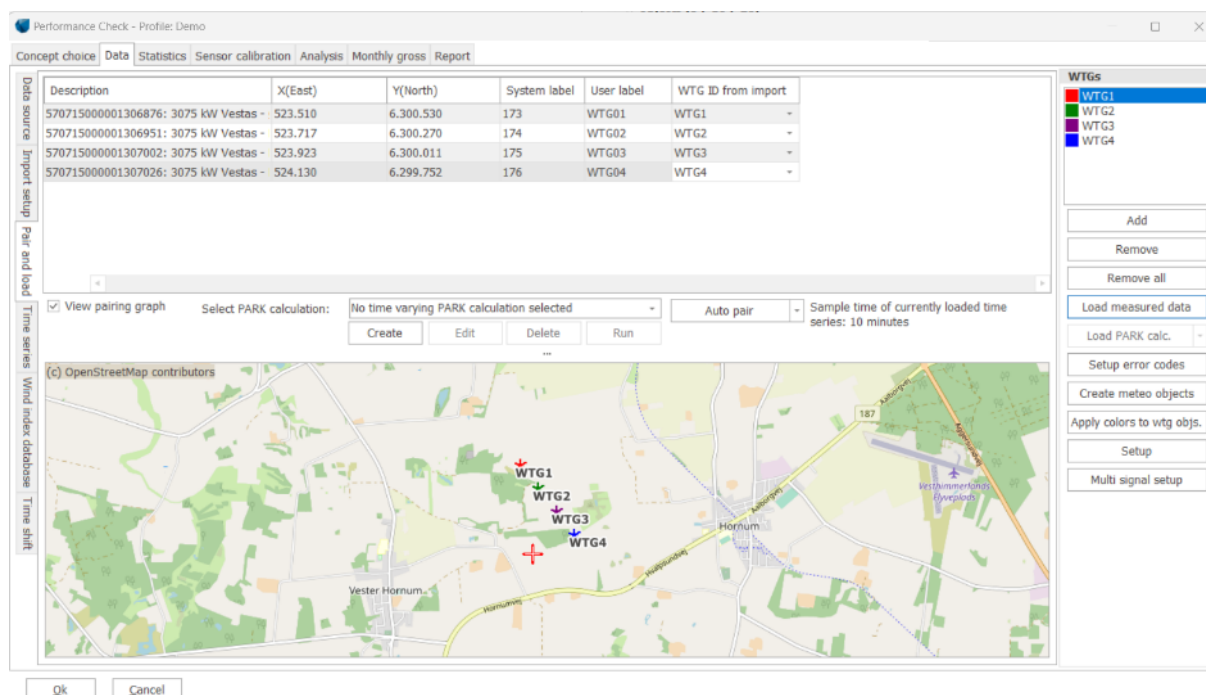 Performance Check - Profile: Demo
Concept choice Data Statistics Sensor calibration Analysis Monthly gross Report
Data source
Import setup
Pair and load
Time series
Wind index database
Time shift
Description X(East) Y(North) System label User label WTG ID from import
570715000001306876: 3075 kW Vestas - 523.510 6.300.530 173 WTG01 WTG1
570715000001306951: 3075 kW Vestas - 523.717 6.300.270 174 WTG02 WTG2
570715000001307002: 3075 kW Vestas - 523.923 6.300.011 175 WTG03 WTG3
570715000001307026: 3075 kW Vestas - 524.130 6.299.752 176 WTG04 WTG4
View pairing graph Select PARK calculation: No time varying PARK calculation selected Auto pair Sample time of currently loaded time
series: 10 minutes
Create Edit Delete Run
...
(c) OpenStreetMap contributors
187
Aalborgvej
Aggersundvej
WTG1
WTG2
WTG3
WTG4
Vesthimmerlands
Flyveplads
Aalborgvej
Hornum
Vester Hornum
Hornumvej
WTGs
WTG1
WTG2
WTG3
WTG4
Add
Remove
Remove all
Load measured data
Load PARK calc.
Setup error codes
Create meteo objects
Apply colors to wtg objs.
Setup
Multi signal setup
Ok Cancel